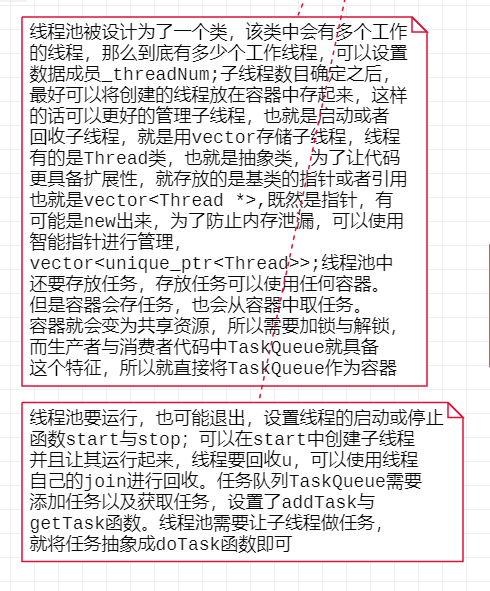 线程池被设计为了一个类，该类中会有多个工作
的线程，那么到底有多少个工作线程，可以设置
数据成员_threadNum;子线程数目确定之后，
最好可以将创建的线程放在容器中存起来，这样
的话可以更好的管理子线程，也就是启动或者
回收子线程，就是用vector存储子线程，线程
有的是Thread类，也就是抽象类，为了让代码
更具备扩展性，就存放的是基类的指针或者引用
也就是vector<Thread *>,既然是指针，有
可能是new出来，为了防止内存泄漏，可以使用
智能指针进行管理，
vector<unique_ptr<Thread>>;线程池中
还要存放任务，存放任务可以使用任何容器。
但是容器会存任务，也会从容器中取任务。
容器就会变为共享资源，所以需要加锁与解锁，
而生产者与消费者代码中TaskQueue就具备
这个特征，所以就直接将TaskQueue作为容器
线程池要运行，也可能退出，设置线程的启动或停止
函数start与stop；可以在start中创建子线程
并且让其运行起来，线程要回收u，可以使用线程
自己的join进行回收。任务队列TaskQueue需要
添加任务以及获取任务，设置了addTask与
getTask函数。线程池需要让子线程做任务，
就将任务抽象成doTask函数即可